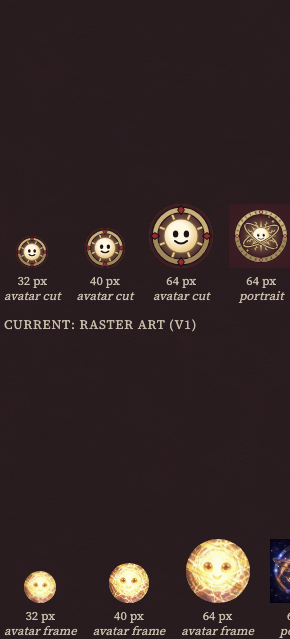 32 px 40 px 64 px 64 px
avatar cut avatar cut avatar cut portrait
CURRENT: RASTER ART (V1)
32 px 40 px 64 px
avatar frame avatar frame avatar frame